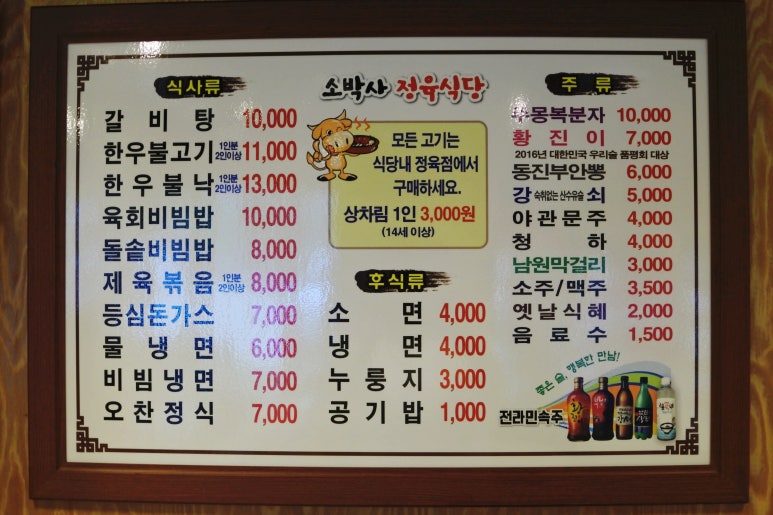 소박사 정육식당
식사류
갈비탕 10,000
한우불고기 1인분 2인이상 11,000
한우불낙 1인분 2인이상 13,000
육회비빔밥 10,000
돌솥비빔밥 8,000
제육볶음 1인분 2인이상 8,000
등심돈가스 7,000
물냉면 6,000
비빔냉면 7,000
오찬정식 7,000
모든 고기는
식당내 정육점에서
구매하세요.
상차림 1인 3,000원
(14세 이상)
후식류
소면 4,000
냉면 4,000
누룽지 3,000
공기밥 1,000
주류
주몽복분자 10,000
황진이 7,000
2016년 대한민국 우리술 품평회 대상
동진부안뽕 6,000
강 숙취없는 산수유술 쇠 5,000
야관문주 4,000
청하 4,000
남원막걸리 3,000
소주/맥주 3,500
옛날식혜 2,000
음료수 1,500
좋은 술, 행복한 만남!
전라민속주